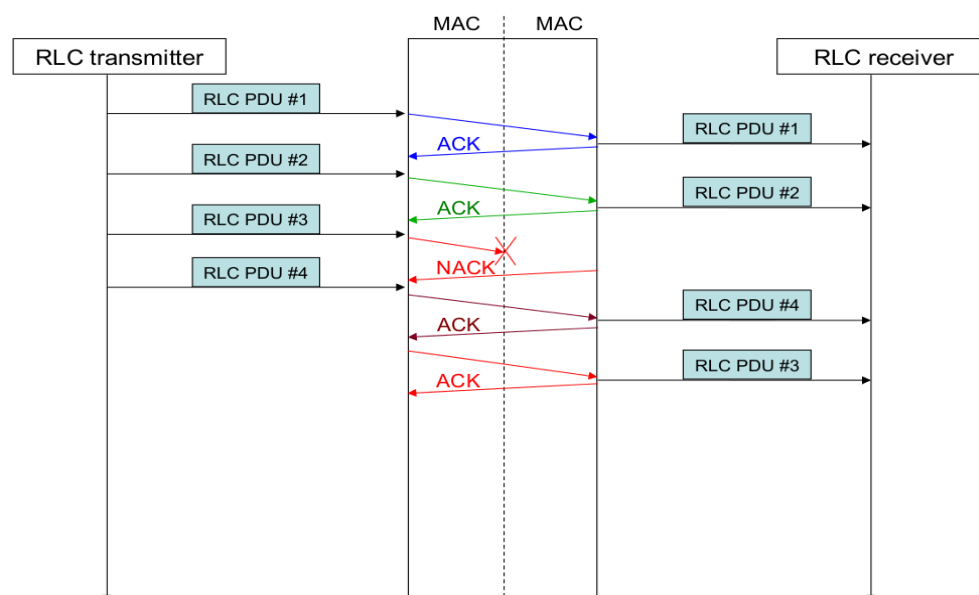 MAC MAC
RLC transmitter
RLC receiver
RLC PDU #1
RLC PDU #1
ACK
RLC PDU #2
ACK
RLC PDU #2
RLC PDU #3
NACK
RLC PDU #4
ACK
RLC PDU #4
ACK
RLC PDU #3